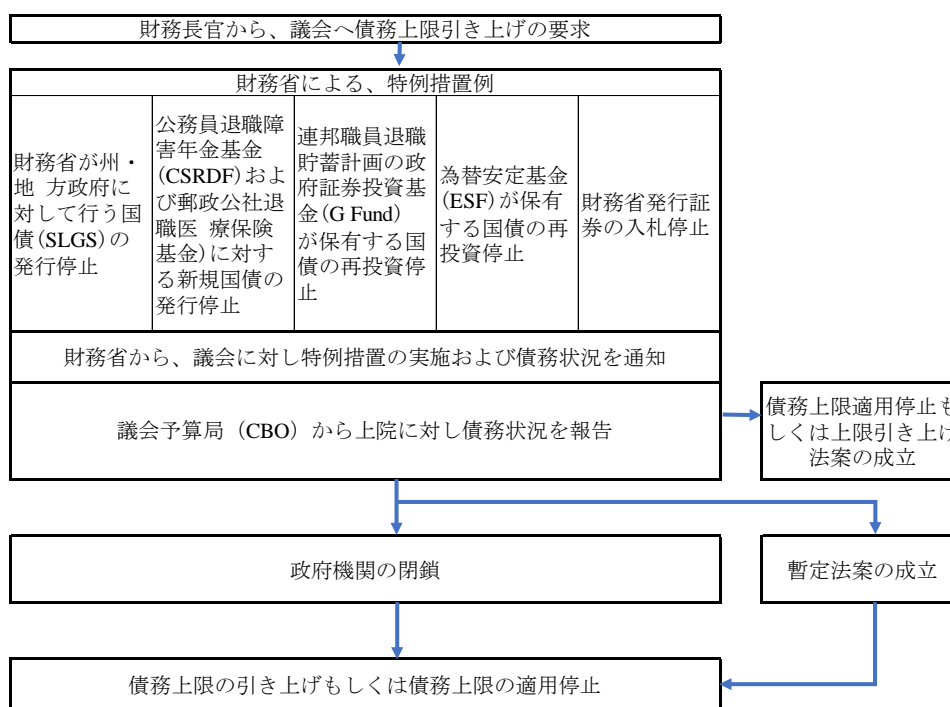 財務長官から、議会へ債務上限引き上げの要求
財務省による、特例措置例
財務省が州・
地 方政府に
対して行う国
債(SLGS)の
発行停止
公務員退職障
害年金基金
(CSRDF)およ
び郵政公社退
職医 療保険
基金)に対す
る新規国債の
発行停止
連邦職員退職
貯蓄計画の政
府証券投資基
金(G Fund)
が保有する国
債の再投資停
止
為替安定基金
(ESF)が保有
する国債の再
投資停止
財務省発行証
券の入札停止
財務省から、議会に対し特例措置の実施および債務状況を通知
議会予算局（CBO）から上院に対し債務状況を報告
債務上限適用停止も
しくは上限引き上げ
法案の成立
政府機関の閉鎖
暫定法案の成立
債務上限の引き上げもしくは債務上限の適用停止